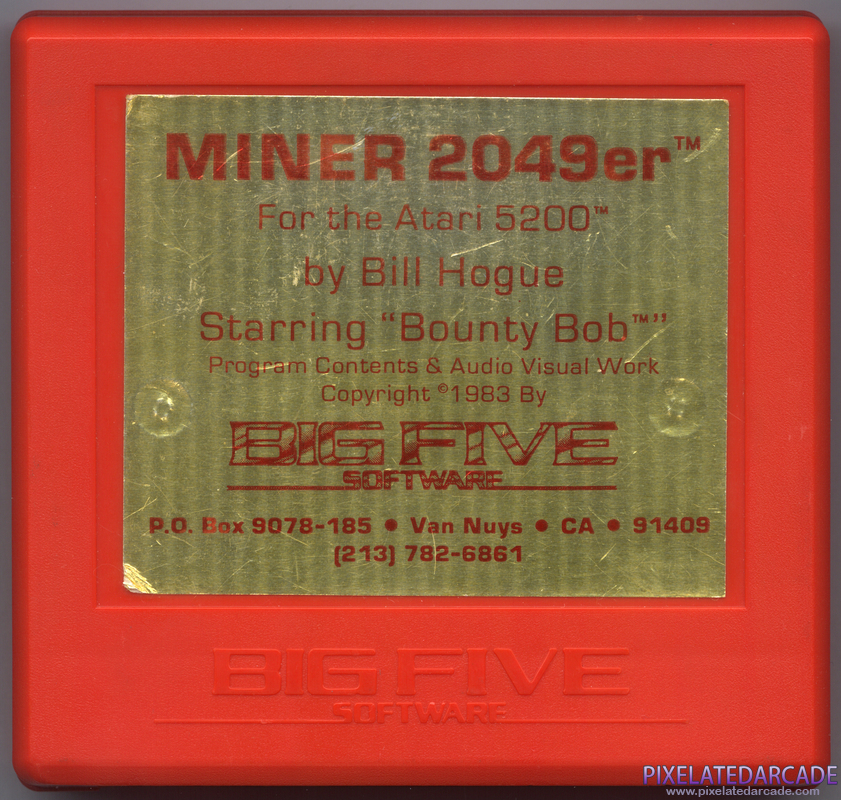 MINER 2049er™
For the Atari 5200™
by Bill Hogue
Starring “Bounty Bob™”
Program Contents & Audio Visual Work
Copyright ©1983 By
BIG FIVE
SOFTWARE
P.O. Box 9078-185 • Van Nuys • CA • 91409
(213) 782-6861
BIG FIVE
SOFTWARE
PIXELATEDARCADE
www.pixelatedarcade.com